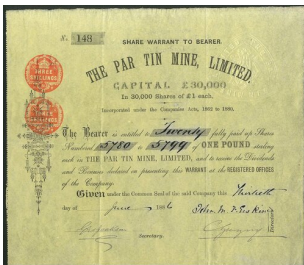 No. 148 SHARE WARRANT TO BEARER.
THE PAR TIN MINE, LIMITED.
CAPITAL £30,000
In 30,000 Shares of £1 each.
Incorporated under the Companies Acts, 1862 to 1880.
THREE SHILLINGS
The Bearer is entitled to Twenty fully paid up Shares
Numbered 5780 to 5799 of ONE POUND sterling
each in THE PAR TIN MINE, LIMITED, and to receive the Dividends
and Bonuses declared on presenting this WARRANT at the REGISTERED OFFICES
of the Company.
Given under the Common Seal of the said Company this Thirtieth
day of June 1886
Secretary.
Directors